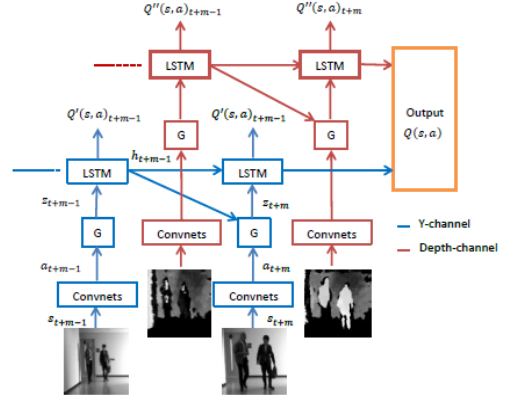 Q''(s,a)t+m−1
Q''(s,a)t+m
LSTM
LSTM
Q'(s,a)t+m−1
Q'(s,a)t+m−1
Output
Q(s,a)
G
G
ht+m−1
LSTM
LSTM
zt+m−1
zt+m
G
Convnets
G
Convnets
Y-channel
Depth-channel
at+m−1
at+m
Convnets
Convnets
st+m−1
st+m